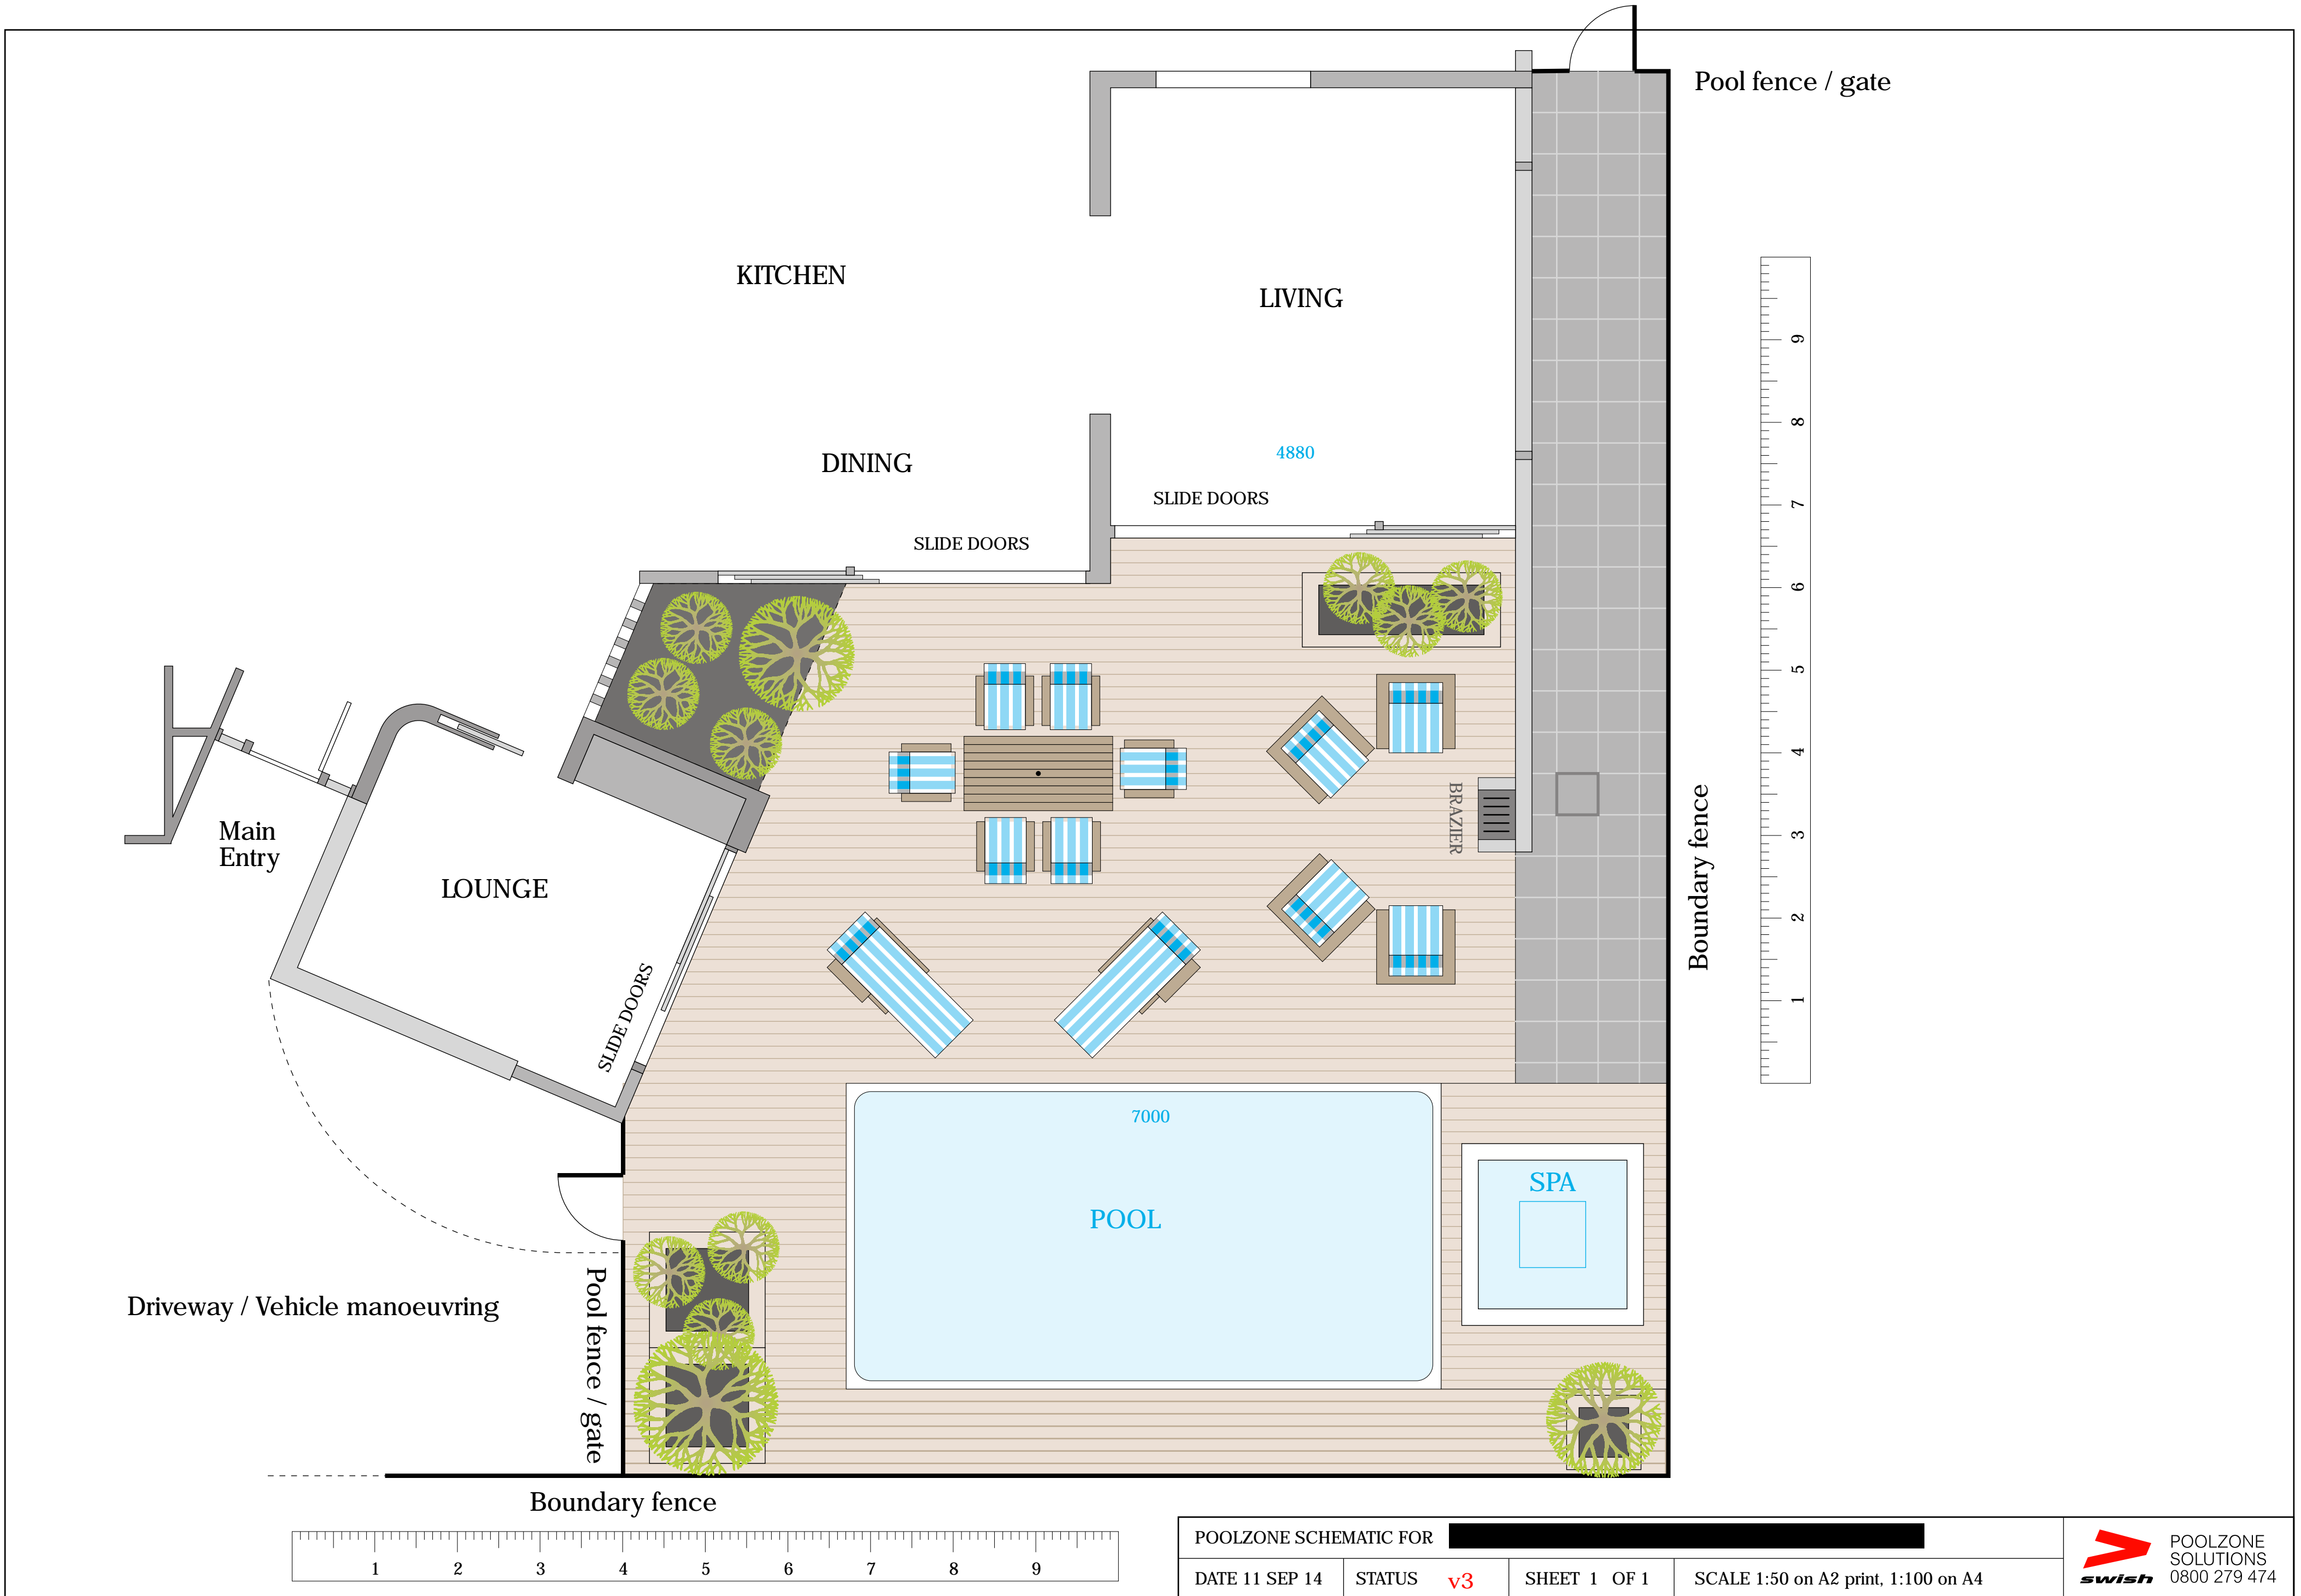 Pool fence / gate
KITCHEN
LIVING
9
8
7
6
5
4
3
2
1
DINING
4880
SLIDE DOORS
SLIDE DOORS
BRAZIER
Main
Entry
LOUNGE
SLIDE DOORS
Boundary fence
7000
POOL
SPA
Driveway / Vehicle manoeuvring
Pool fence / gate
Boundary fence
1 2 3 4 5 6 7 8 9
POOLZONE SCHEMATIC FOR
DATE 11 SEP 14 STATUS v3 SHEET 1 OF 1 SCALE 1:50 on A2 print, 1:100 on A4
swish
POOLZONE
SOLUTIONS
0800 279 474